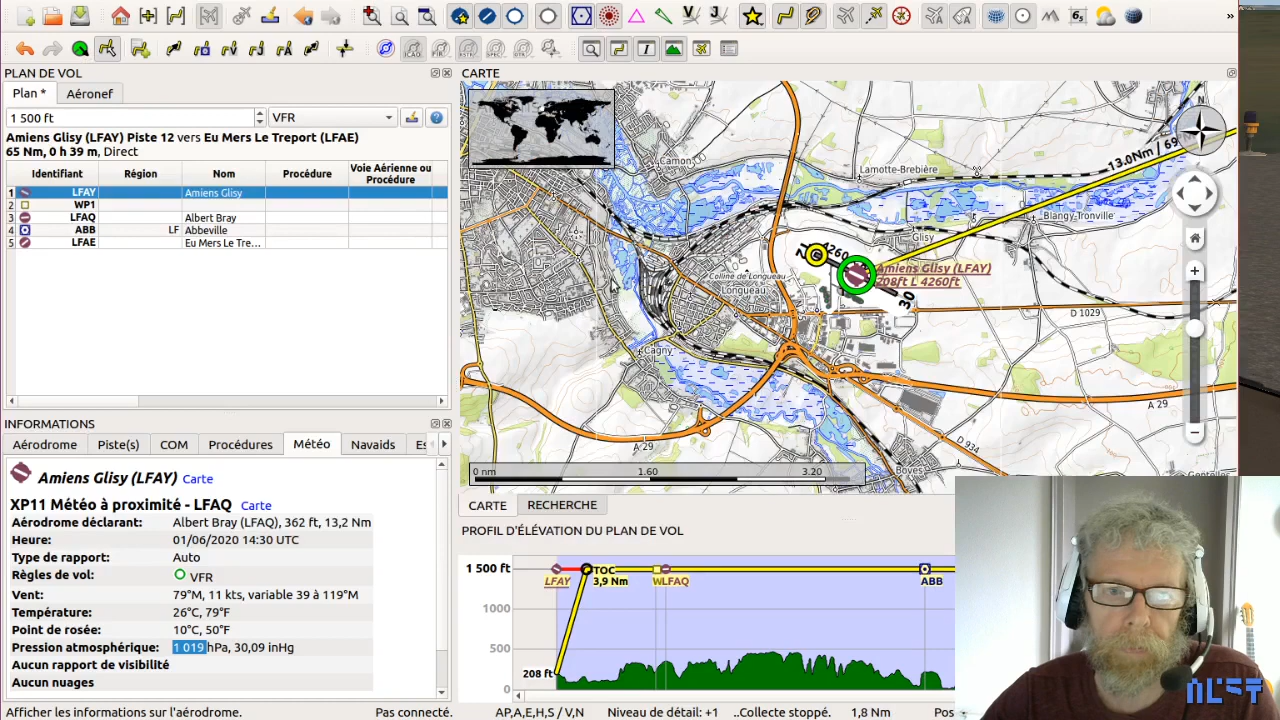 »
PLAN DE VOL
Plan *
Aéronef
1 500 ft
VFR
Amiens Glisy (LFAY) Piste 12 vers Eu Mers Le Treport (LFAE)
65 Nm, 0 h 39 m, Direct
Identifiant Région Nom Procédure Voie Aérienne ou Procédure
1 LFAY Amiens Glisy
2 WP1
3 LFAQ Albert Bray
4 ABB LF Abbeville
5 LFAE Eu Mers Le Tre...
INFORMATIONS
Aérodrome Piste(s) COM Procédures Météo Navaids Es
Amiens Glisy (LFAY) Carte
XP11 Météo à proximité - LFAQ Carte
Aérodrome déclarant: Albert Bray (LFAQ), 362 ft, 13,2 Nm
Heure: 01/06/2020 14:30 UTC
Type de rapport: Auto
Règles de vol: VFR
Vent: 79°M, 11 kts, variable 39 à 119°M
Température: 26°C, 79°F
Point de rosée: 10°C, 50°F
Pression atmosphérique: 1 019 hPa, 30,09 inHg
Aucun rapport de visibilité
Aucun nuages
CARTE
N
13.0Nm / 69
Camon
Lamotte-Brebière
Blangy-Tronville
Glisy
4260
Amiens Glisy (LFAY)
208ft L 4260ft
30
Colline de Longueau
Longueau
D 1029
Cagny
A 29
A 29
D 934
Boves
0 nm 1.60 3.20
CARTE RECHERCHE
PROFIL D'ÉLÉVATION DU PLAN DE VOL
1 500 ft
1000
500
0
208 ft
LFAY
TOC
3,9 Nm
LFAQ
ABB
NLST
Afficher les informations sur l'aérodrome. Pas connecté. AP,A,E,H,S / V,N Niveau de détail: +1 ..Collecte stoppé. 1,8 Nm Pos